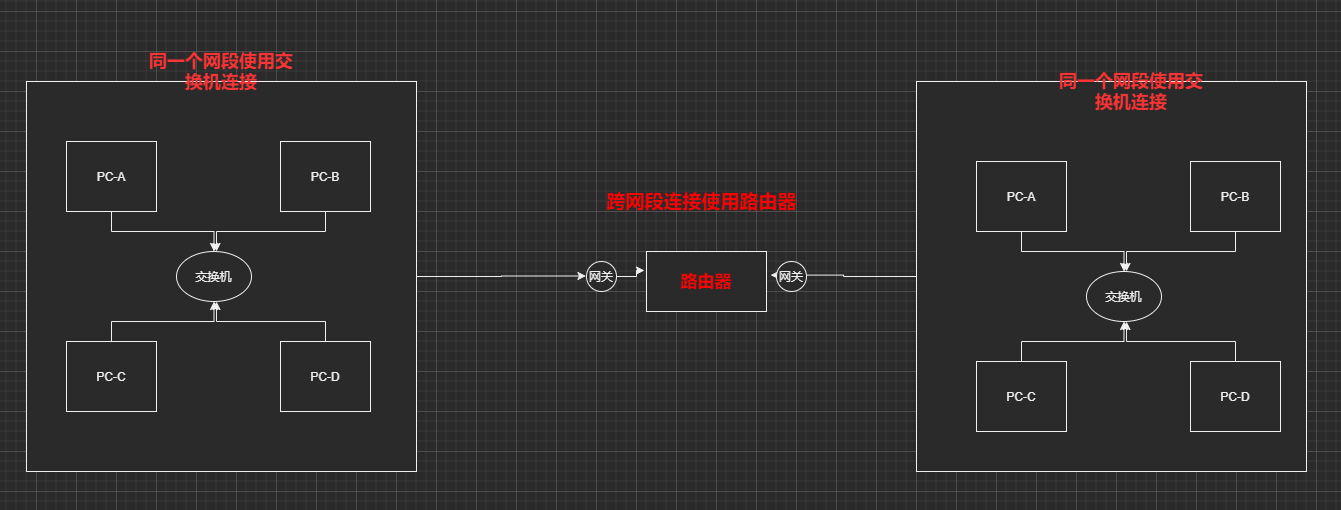 同一个网段使用交
换机连接
PC-A
PC-B
交换机
PC-C
PC-D
跨网段连接使用路由器
网关
路由器
网关
同一个网段使用交
换机连接
PC-A
PC-B
交换机
PC-C
PC-D